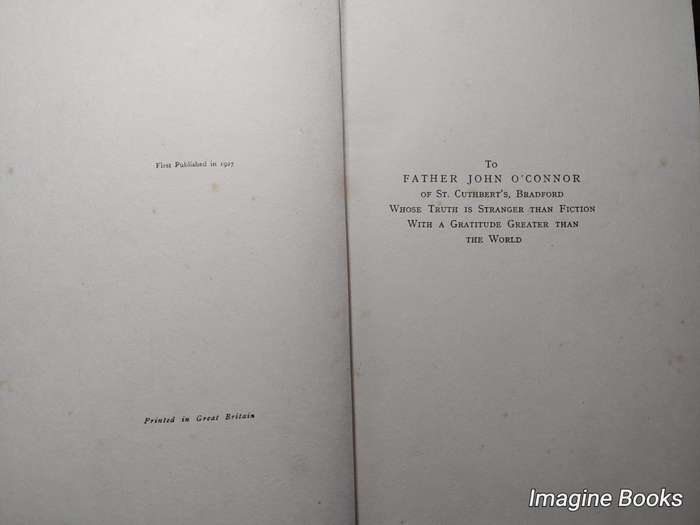 First Published in 1927
Printed in Great Britain
To
FATHER JOHN O'CONNOR
OF ST. CUTHBERT'S, BRADFORD
WHOSE TRUTH IS STRANGER THAN FICTION
WITH A GRATITUDE GREATER THAN
THE WORLD
Imagine Books